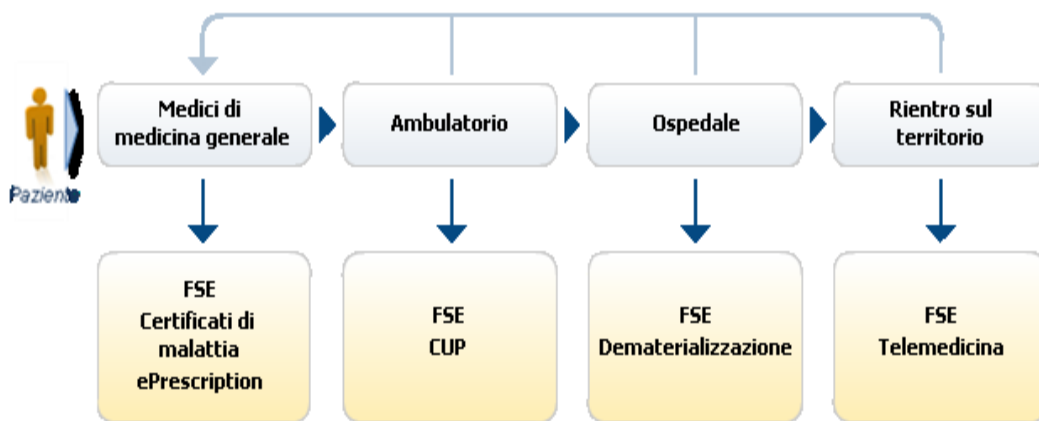 Medici di
medicina generale
Ambulatorio
Ospedale
Rientro sul
territorio
Paziente
FSE
Certificati di
malattia
ePrescription
FSE
CUP
FSE
Dematerializzazione
FSE
Telemedicina